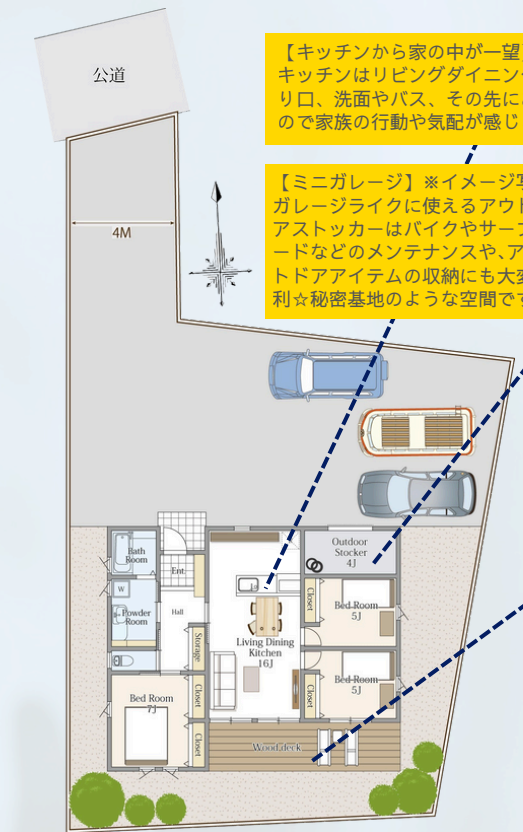 公道
【キッチンから家の中が一望
キッチンはリビングダイニン
り口、洗面やバス、その先に
ので家族の行動や気配が感じ
【ミニガレージ】※イメージ写
ガレージライクに使えるアウト
アストッカーはバイクやサーフ
ードなどのメンテナンスや、ア
トドアアイテムの収納にも大変
利☆秘密基地のような空間です
4M
Bath
Room
Ent.
Outdoor
Stocker
4J
W
Powder
Room
Hall
Closet
Bed Room
5J
Storage
Living Dining
Kitchen
16J
Bed Room
7J
Closet
Closet
Closet
Bed Room
5J
Wood deck